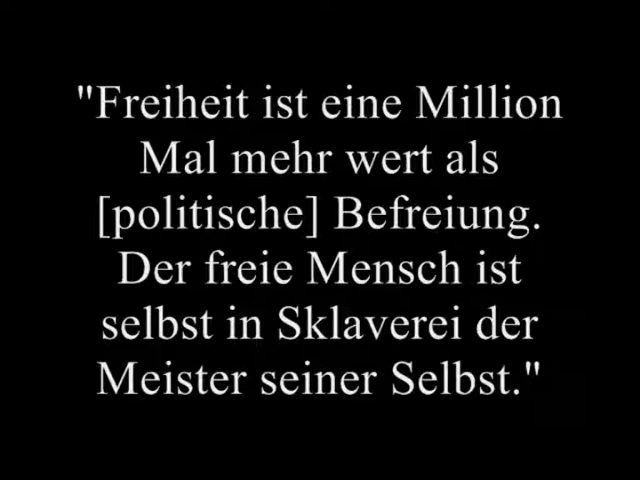 "Freiheit ist eine Million
Mal mehr wert als
[politische] Befreiung.
Der freie Mensch ist
selbst in Sklaverei der
Meister seiner Selbst."